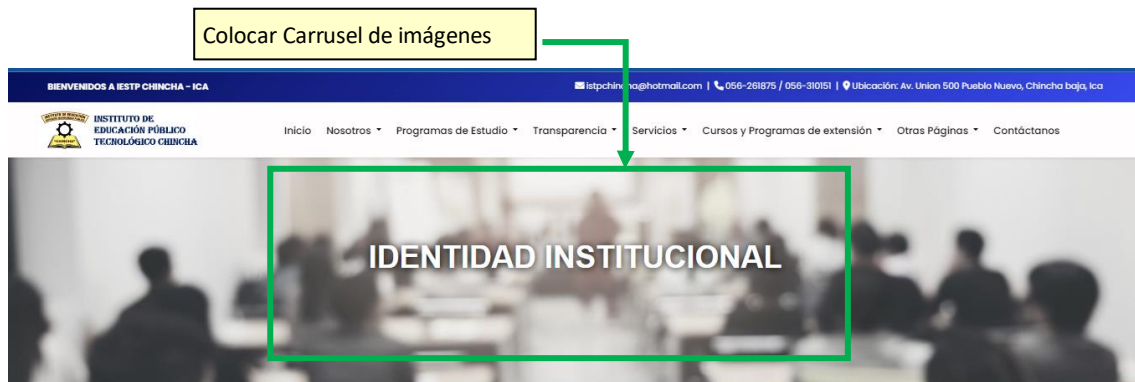 Colocar Carrusel de imágenes
BIENVENIDOS A IESTP CHINCHA - ICA
istpchincha@hotmail.com | 056-261875 / 056-310151 | Ubicación: Av. Union 500 Pueblo Nuevo, Chincha baja, Ica
INSTITUTO DE
EDUCACIÓN PÚBLICO
TECNOLÓGICO CHINCHA
Inicio Nosotros Programas de Estudio Transparencia Servicios Cursos y Programas de extensión Otras Páginas Contáctanos
IDENTIDAD INSTITUCIONAL